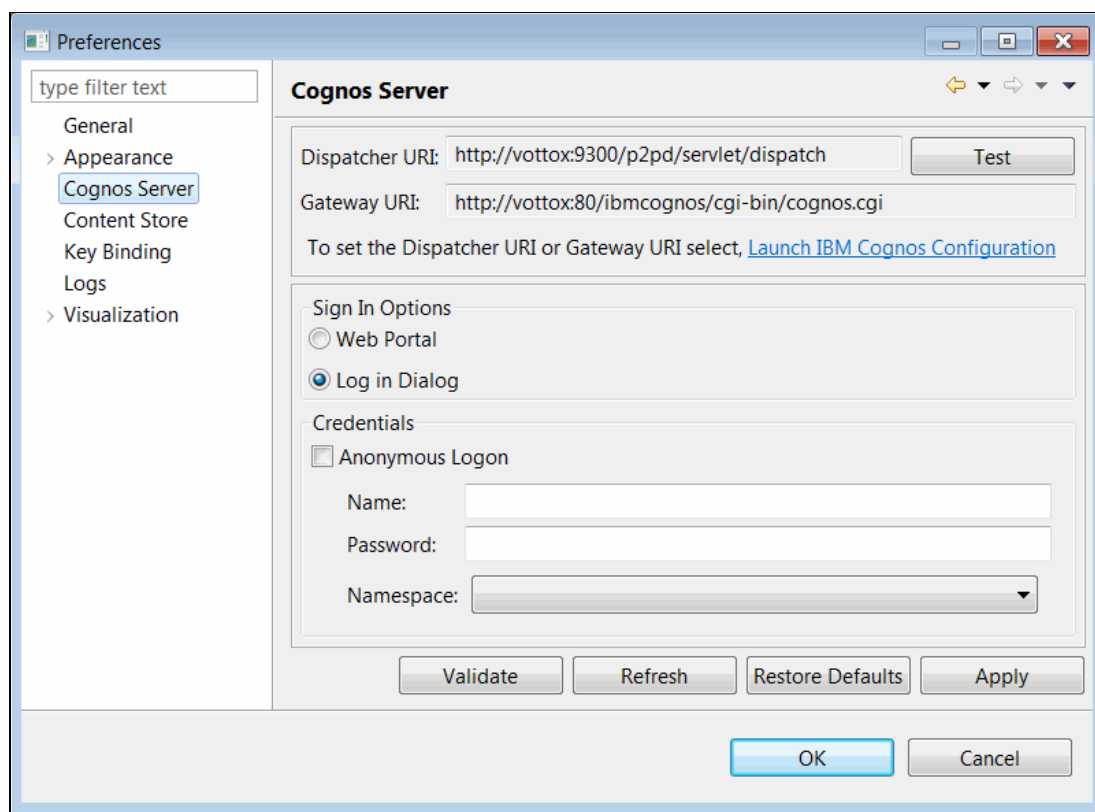 Preferences
type filter text
General
Appearance
Cognos Server
Content Store
Key Binding
Logs
Visualization
Cognos Server
Dispatcher URI: http://vottox:9300/p2pd/servlet/dispatch Test
Gateway URI: http://vottox:80/ibmcognos/cgi-bin/cognos.cgi
To set the Dispatcher URI or Gateway URI select, Launch IBM Cognos Configuration
Sign In Options
Web Portal
Log in Dialog
Credentials
Anonymous Logon
Name:
Password:
Namespace:
Validate Refresh Restore Defaults Apply
OK Cancel